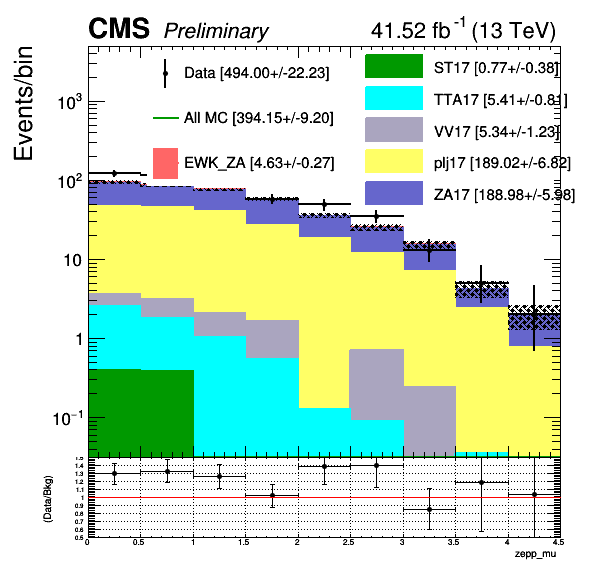 CMS Preliminary 41.52 fb⁻¹ (13 TeV)
Events/bin
Data [494.00+/-22.23]
All MC [394.15+/-9.20]
EWK_ZA [4.63+/-0.27]
ST17 [0.77+/-0.38]
TTA17 [5.41+/-0.81]
VV17 [5.34+/-1.23]
plj17 [189.02+/-6.82]
ZA17 [188.98+/-5.98]
10³
10²
10
1
10⁻¹
(Data/Bkg)
1.5
1.4
1.3
1.2
1.1
1
0.9
0.8
0.7
0.6
0.5
0 0.5 1 1.5 2 2.5 3 3.5 4 4.5
zepp_mu